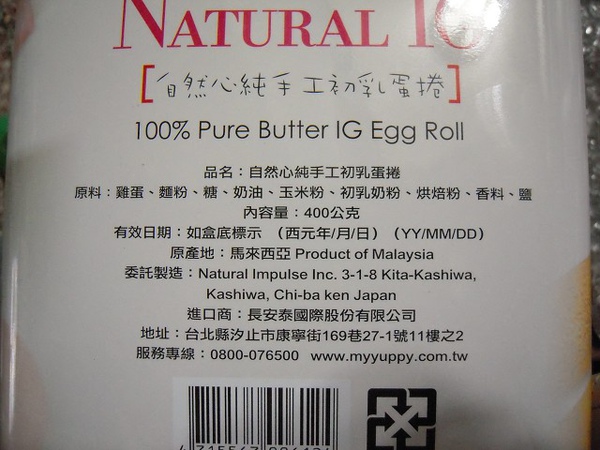 NATURAL IG
[自然心純手工初乳蛋捲]
100% Pure Butter IG Egg Roll
品名：自然心純手工初乳蛋捲
原料：雞蛋、麵粉、糖、奶油、玉米粉、初乳奶粉、烘焙粉、香料、鹽
內容量：400公克
有效日期：如盒底標示 （西元年/月/日）（YY/MM/DD）
原產地：馬來西亞 Product of Malaysia
委託製造：Natural Impulse Inc. 3-1-8 Kita-Kashiwa,
Kashiwa, Chi-ba ken Japan
進口商：長安泰國際股份有限公司
地址：台北縣汐止市康寧街169巷27-1號11樓之2
服務專線：0800-076500 www.myyuppy.com.tw